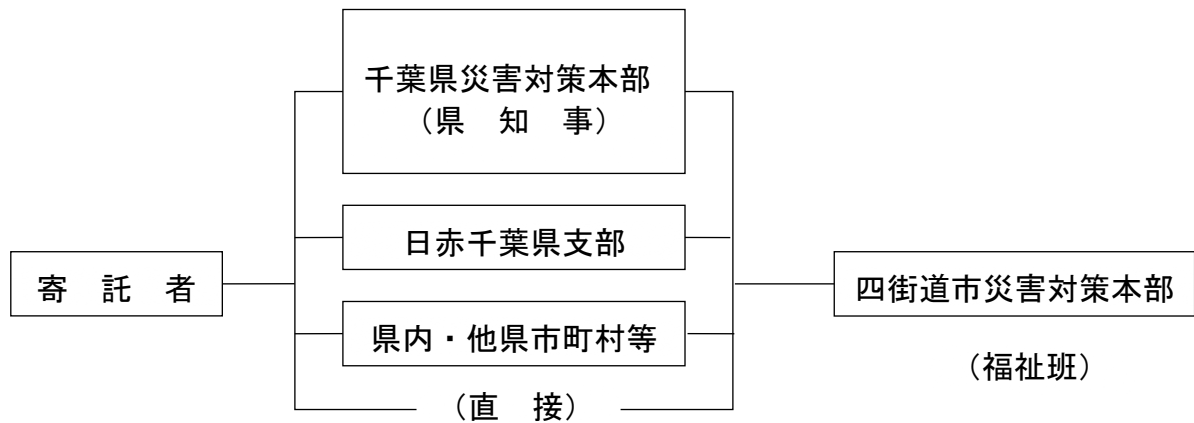 千葉県災害対策本部
（県　知　事）
日赤千葉県支部
寄　託　者
四街道市災害対策本部
県内・他県市町村等
（福祉班）
（直　接）